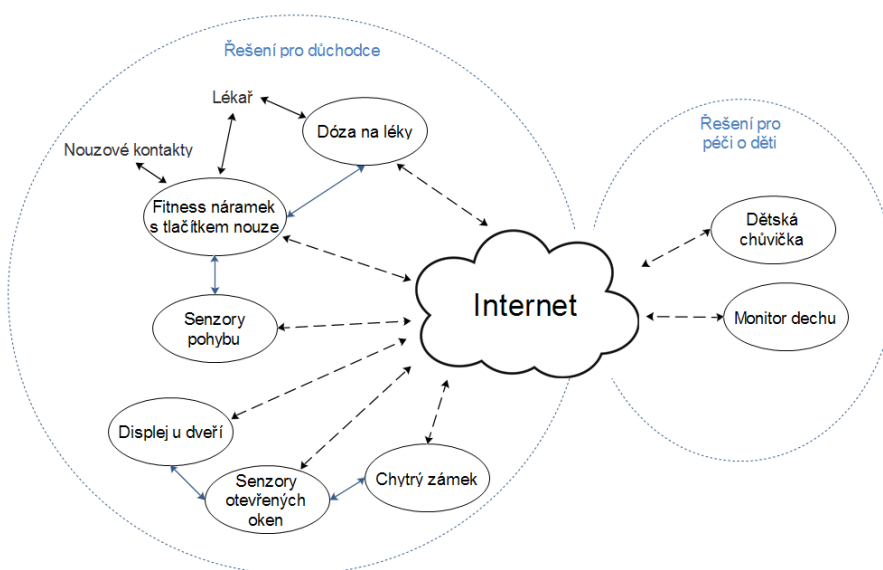 Řešení pro důchodce
Lékař
Dóza na léky
Nouzové kontakty
Fitness náramek
s tlačítkem nouze
Senzory
pohybu
Displej u dveří
Senzory
otevřených
oken
Chytrý zámek
Internet
Řešení pro
péči o děti
Dětská
chůvička
Monitor dechu